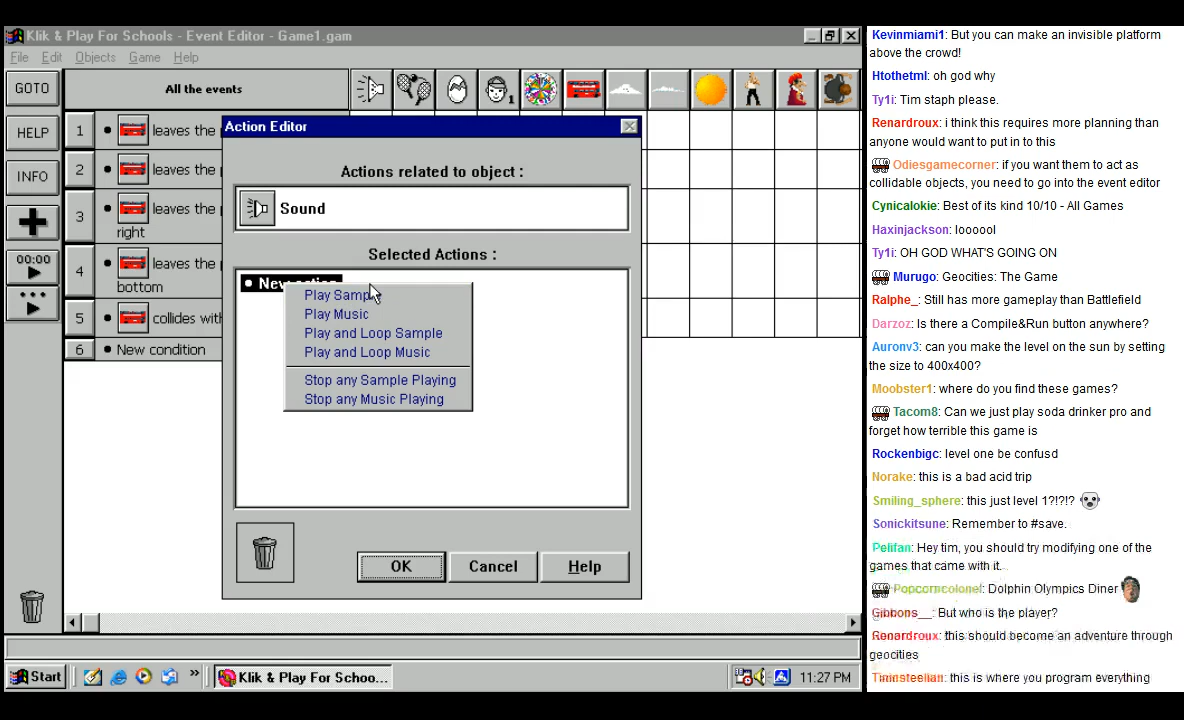 Klik & Play For Schools - Event Editor - Game1.gam
File Edit Objects Game Help
GOTO
All the events
1
HELP
1 • leaves the
INFO
2 • leaves the
3 • leaves the
right
00:00
4 • leaves the
bottom
5 • collides with
6 • New condition
Action Editor
Actions related to object :
Sound
Selected Actions :
• New action
Play Sample
Play Music
Play and Loop Sample
Play and Loop Music
Stop any Sample Playing
Stop any Music Playing
OK Cancel Help
Start
»
Klik & Play For Schoo...
11:27 PM
Kevinmiami1: But you can make an invisible platform
above the crowd!
Htothetml: oh god why
Ty1i: Tim staph please.
Renardroux: i think this requires more planning than
anyone would want to put in to this
Odiesgamecorner: if you want them to act as
collidable objects, you need to go into the event editor
Cynicalokie: Best of its kind 10/10 - All Games
Haxinjackson: loooool
Ty1i: OH GOD WHAT'S GOING ON
Murugo: Geocities: The Game
Ralphe_: Still has more gameplay than Battlefield
Darzoz: Is there a Compile&Run button anywhere?
Auronv3: can you make the level on the sun by setting
the size to 400x400?
Moobster1: where do you find these games?
Tacom8: Can we just play soda drinker pro and
forget how terrible this game is
Rockenbigc: level one be confusd
Norake: this is a bad acid trip
Smiling_sphere: this just level 1?!?!?
Sonickitsune: Remember to #save.
Pelifan: Hey tim, you should try modifying one of the
games that came with it.
Popcorncolonel: Dolphin Olympics Diner
Gibbons__: But who is the player?
Renardroux: this should become an adventure through
geocities
this is where you program everything